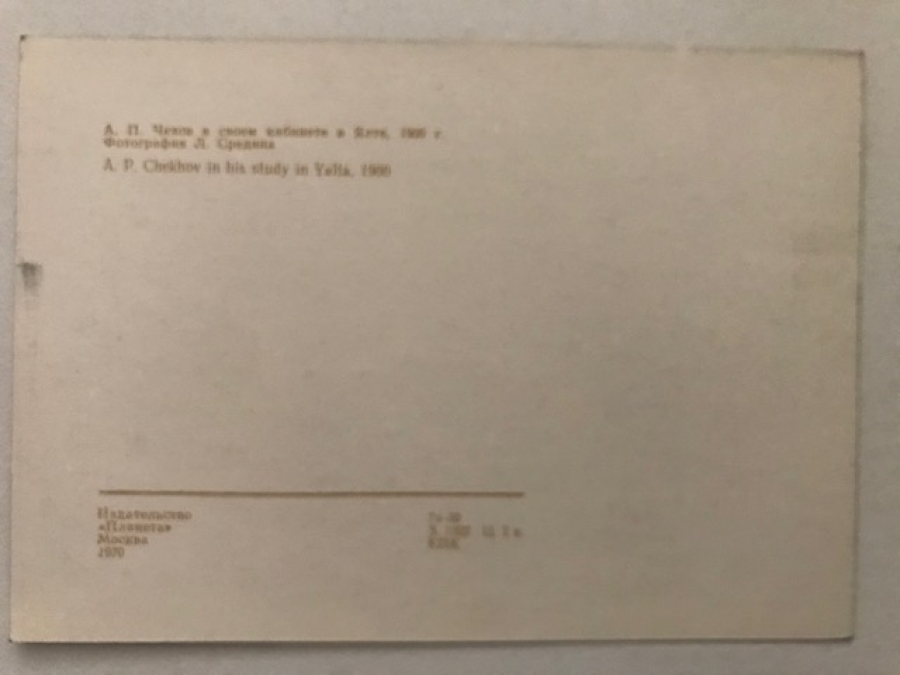 А. П. Чехов в своем кабинете в Ялте, 1900 г.
Фотография Л. Средина
A. P. Chekhov in his study in Yalta, 1900
Издательство
«Планета»
Москва
1970